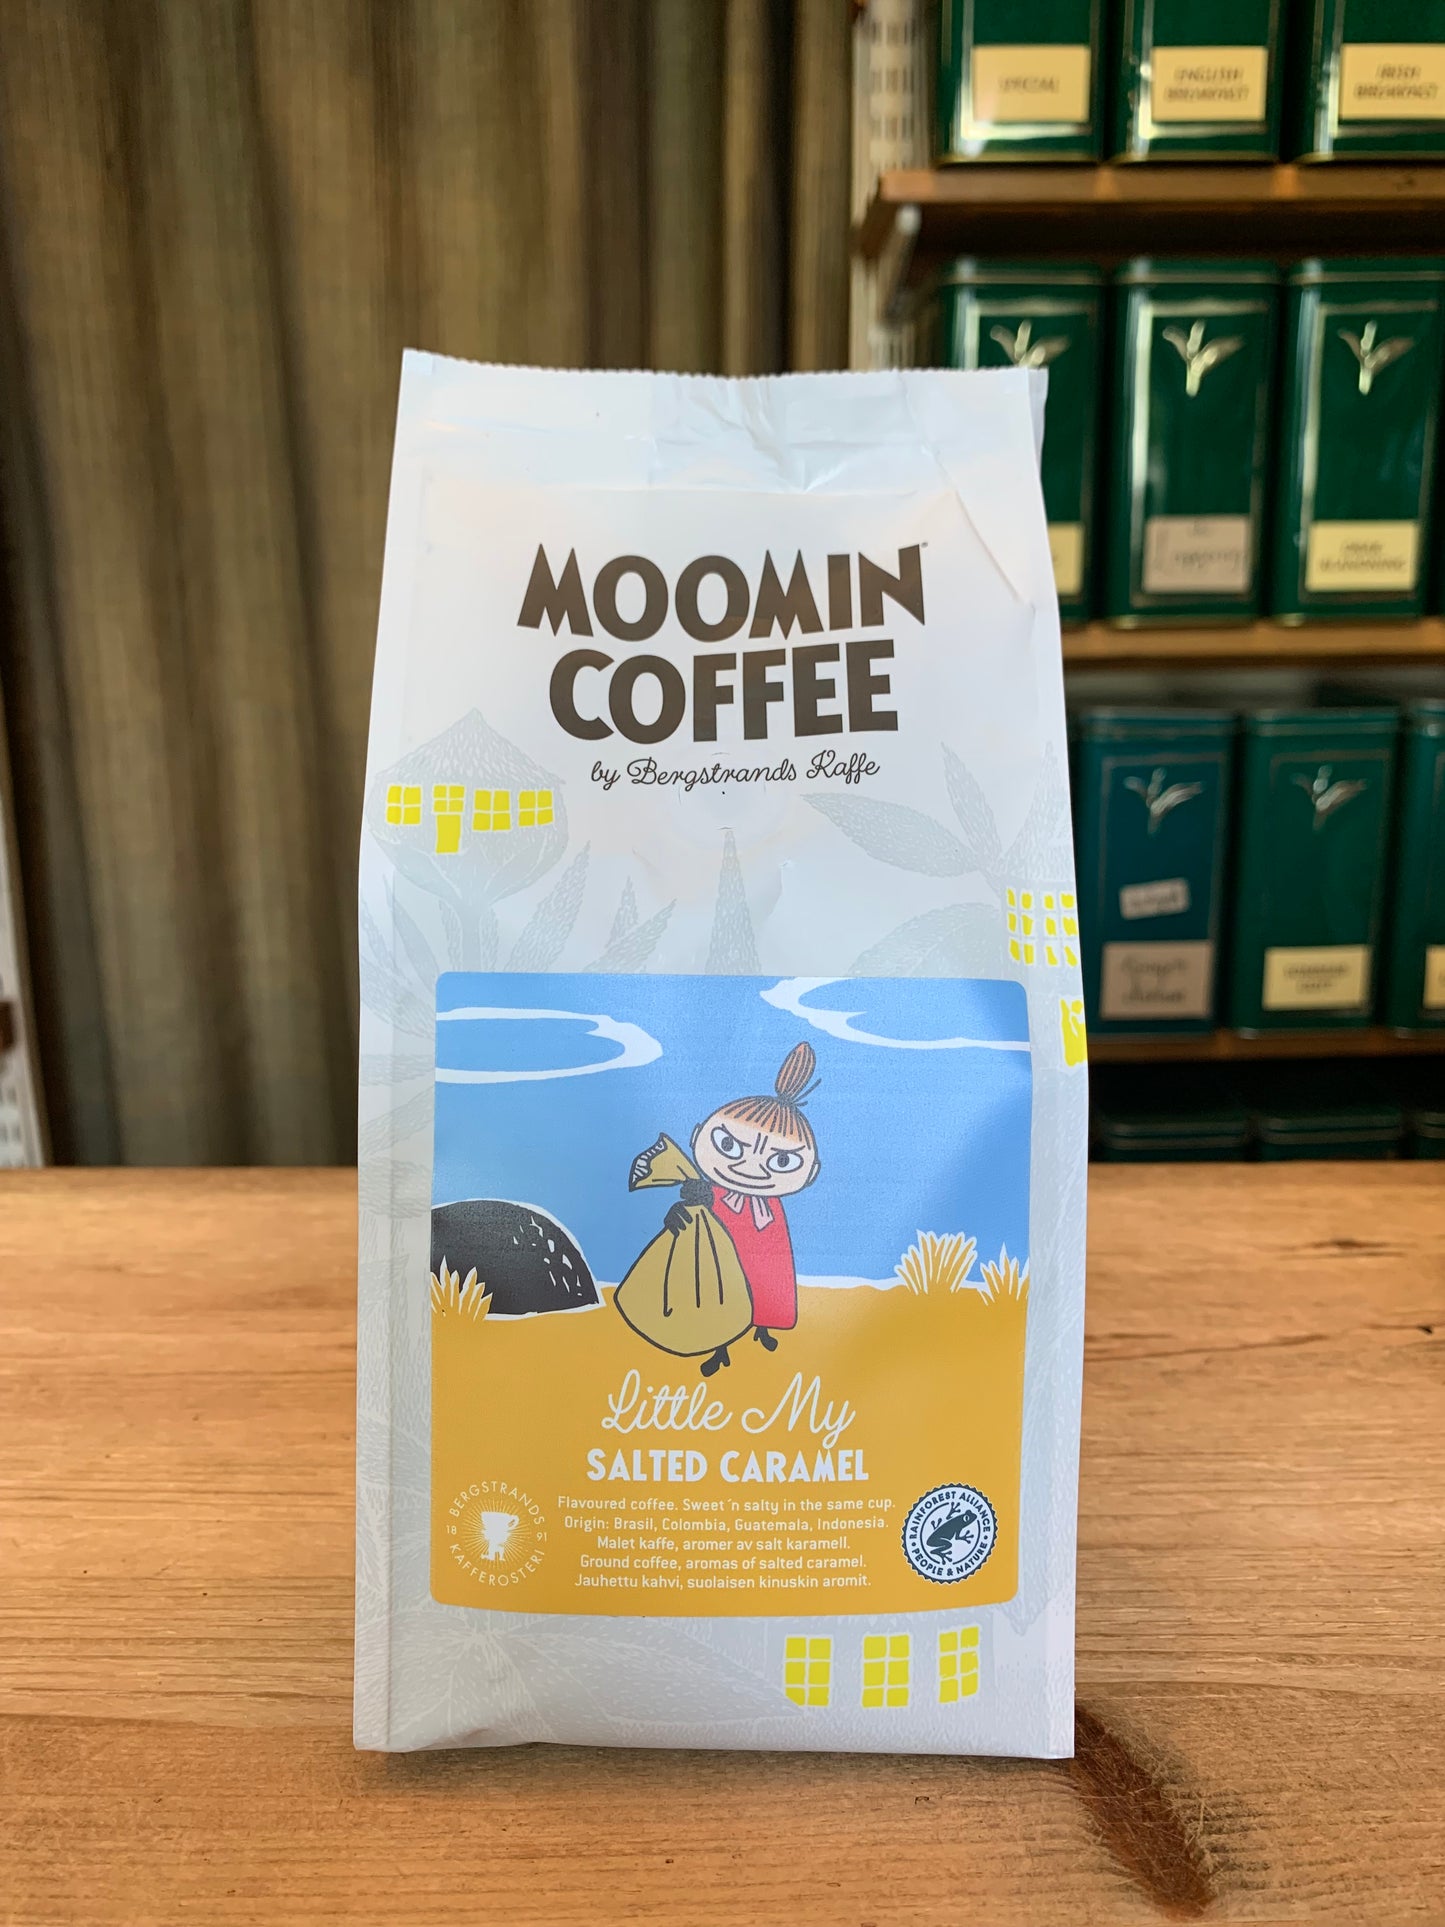 SPECIAL
ENGLISH
BREAKFAST
IRISH
BREAKFAST
MOOMIN
COFFEE
by Bergstrands Kaffe
Little My
SALTED CARAMEL
Flavoured coffee. Sweet ´n salty in the same cup.
Origin: Brasil, Colombia, Guatemala, Indonesia.
Malet kaffe, aromer av salt karamell.
Ground coffee, aromas of salted caramel.
Jauhettu kahvi, suolaisen kinuskin aromit.
BERGSTRANDS
18 91
KAFFEROSTERI
RAINFOREST ALLIANCE
PEOPLE & NATURE